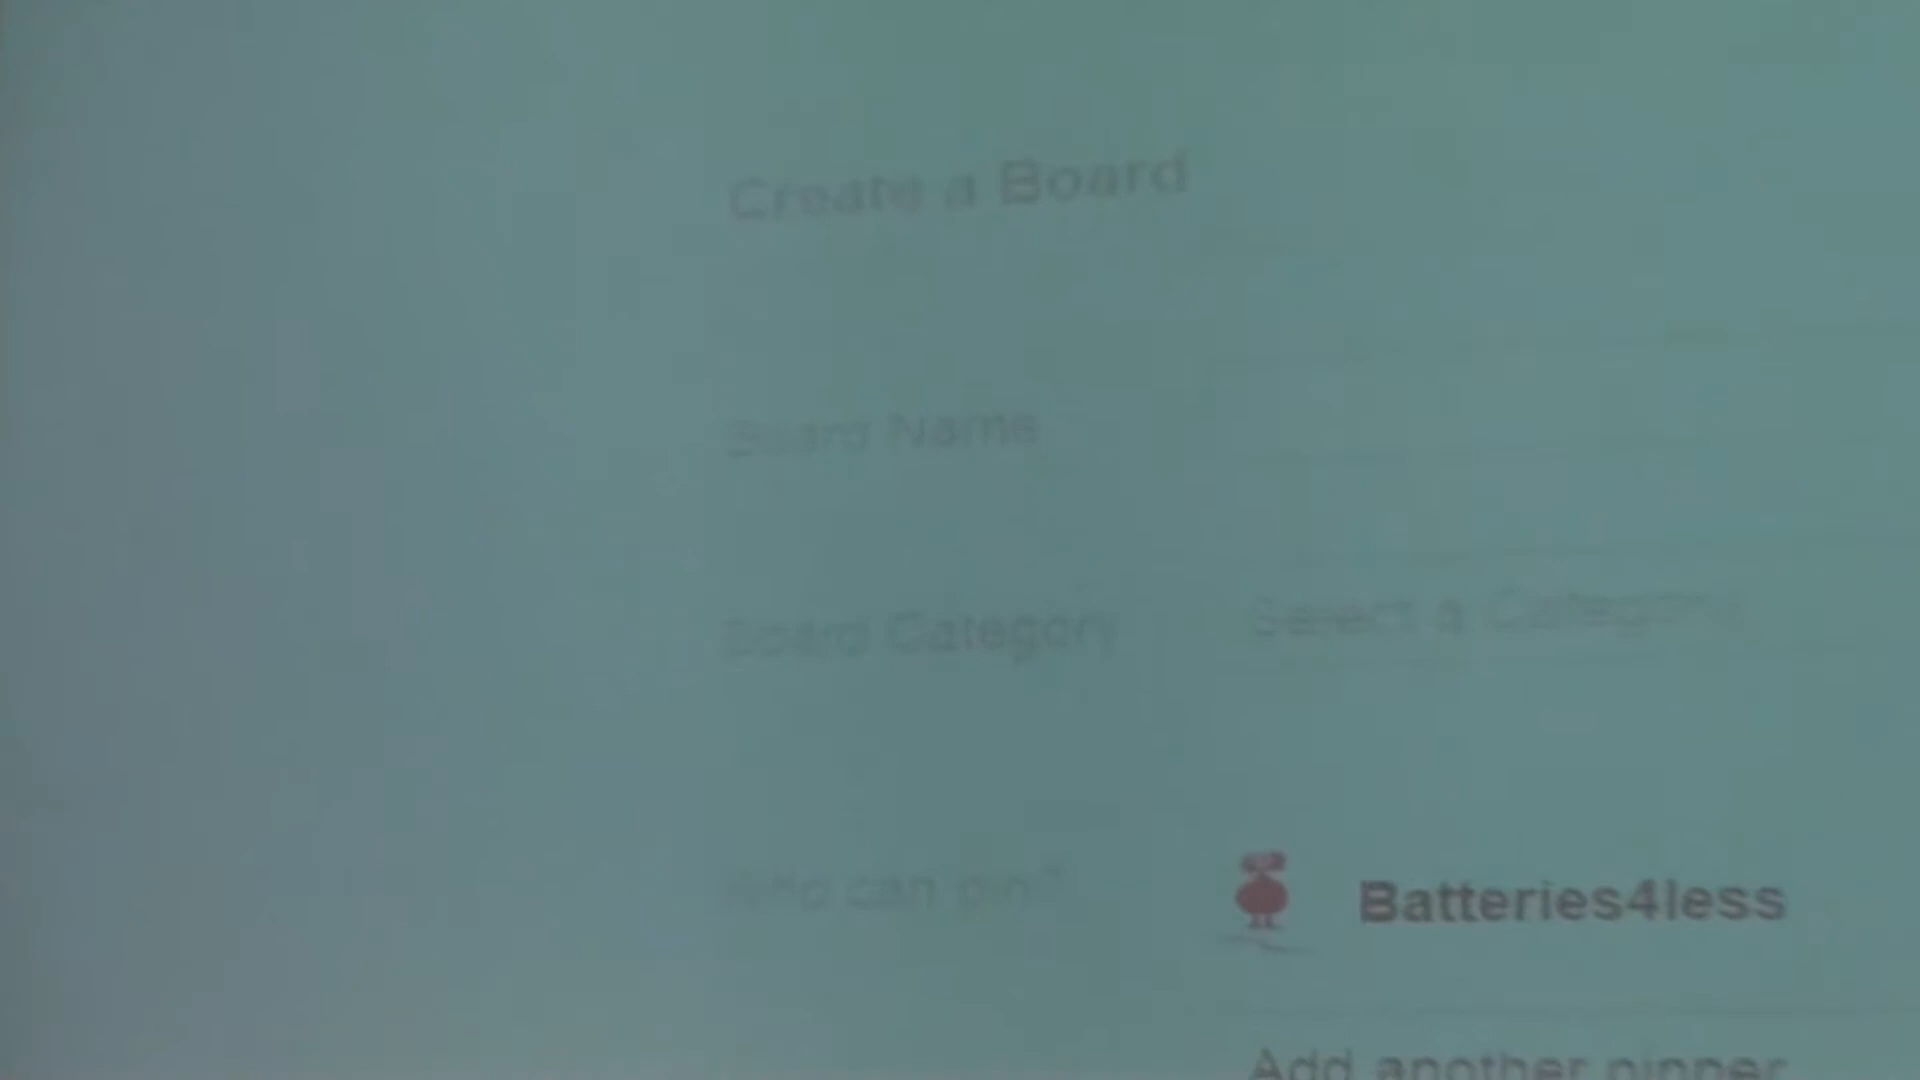 Create a Board
Board Name
Board Category Select a Category
Who can pin?
Batteries4less
Add another pinner